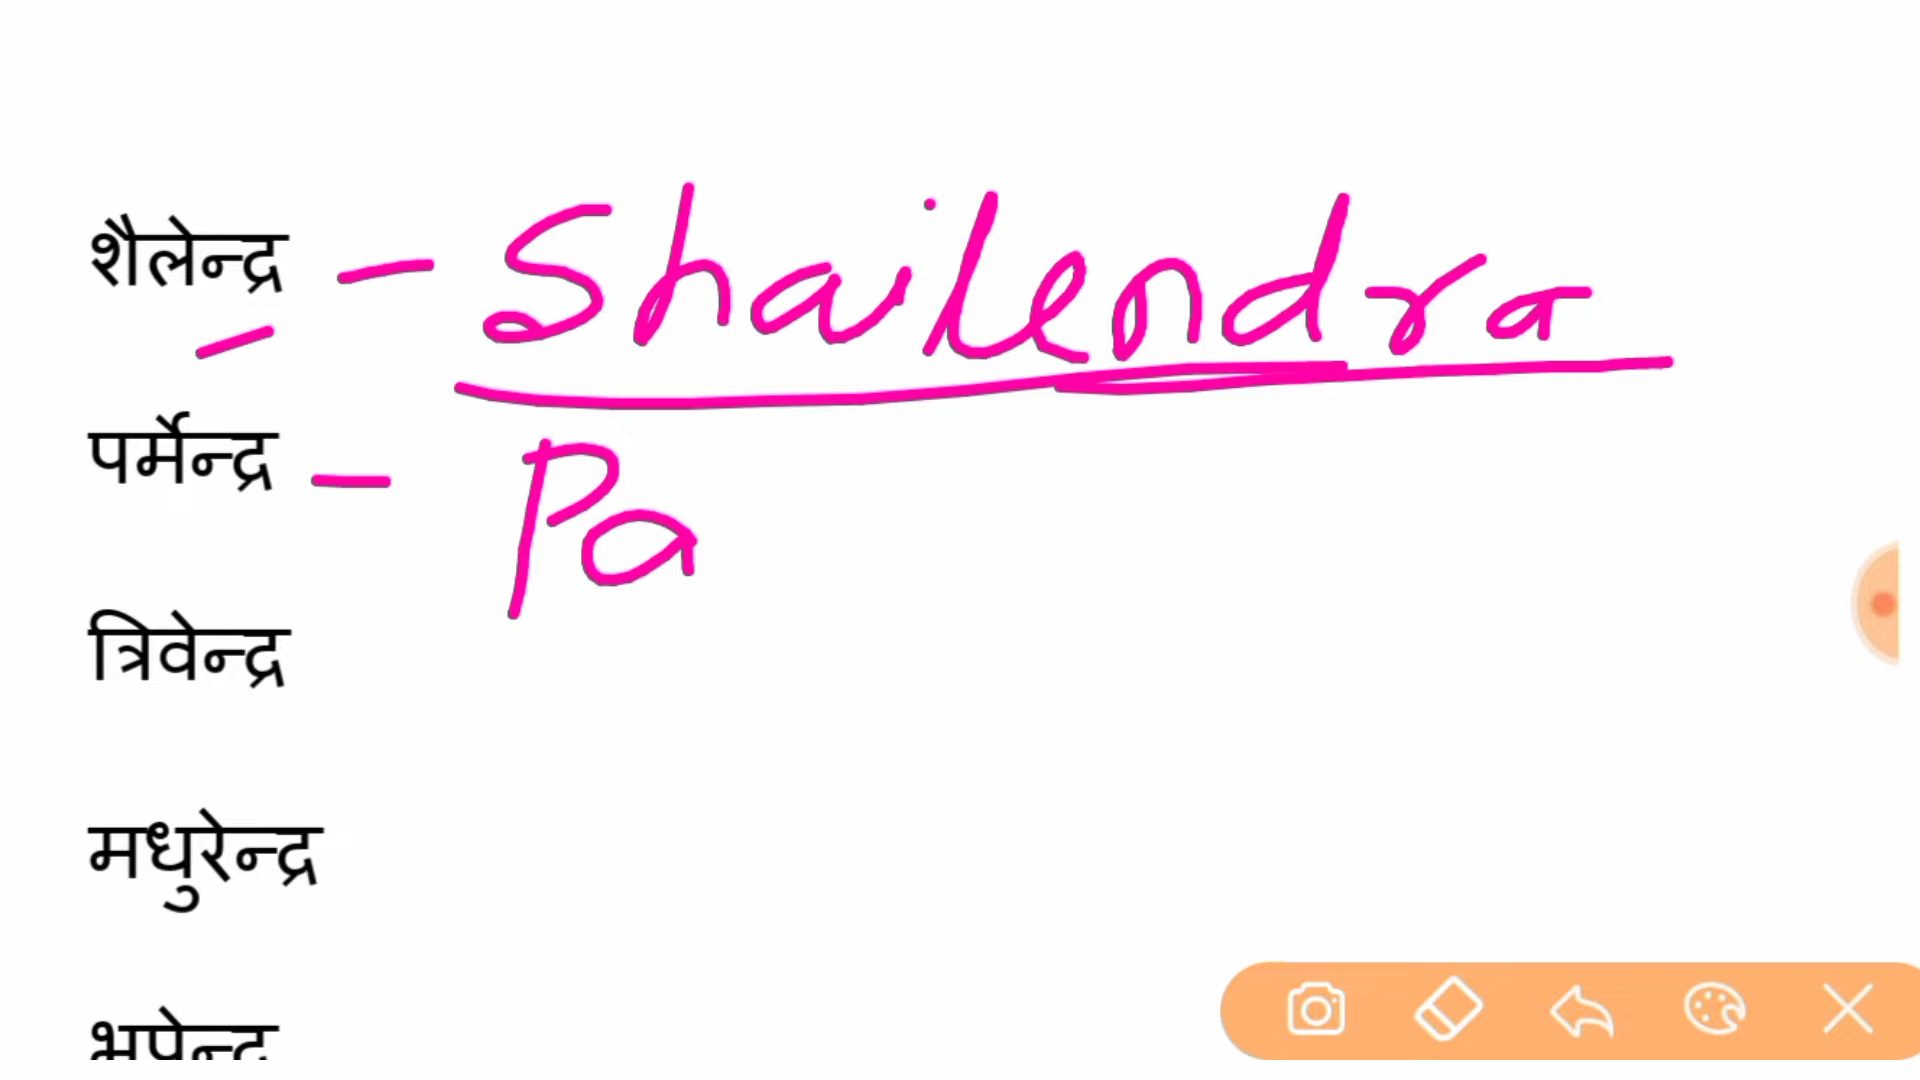 शैलेन्द्र - Shailendra
पर्मेन्द्र - Pa
त्रिवेन्द्र
मधुरेन्द्र